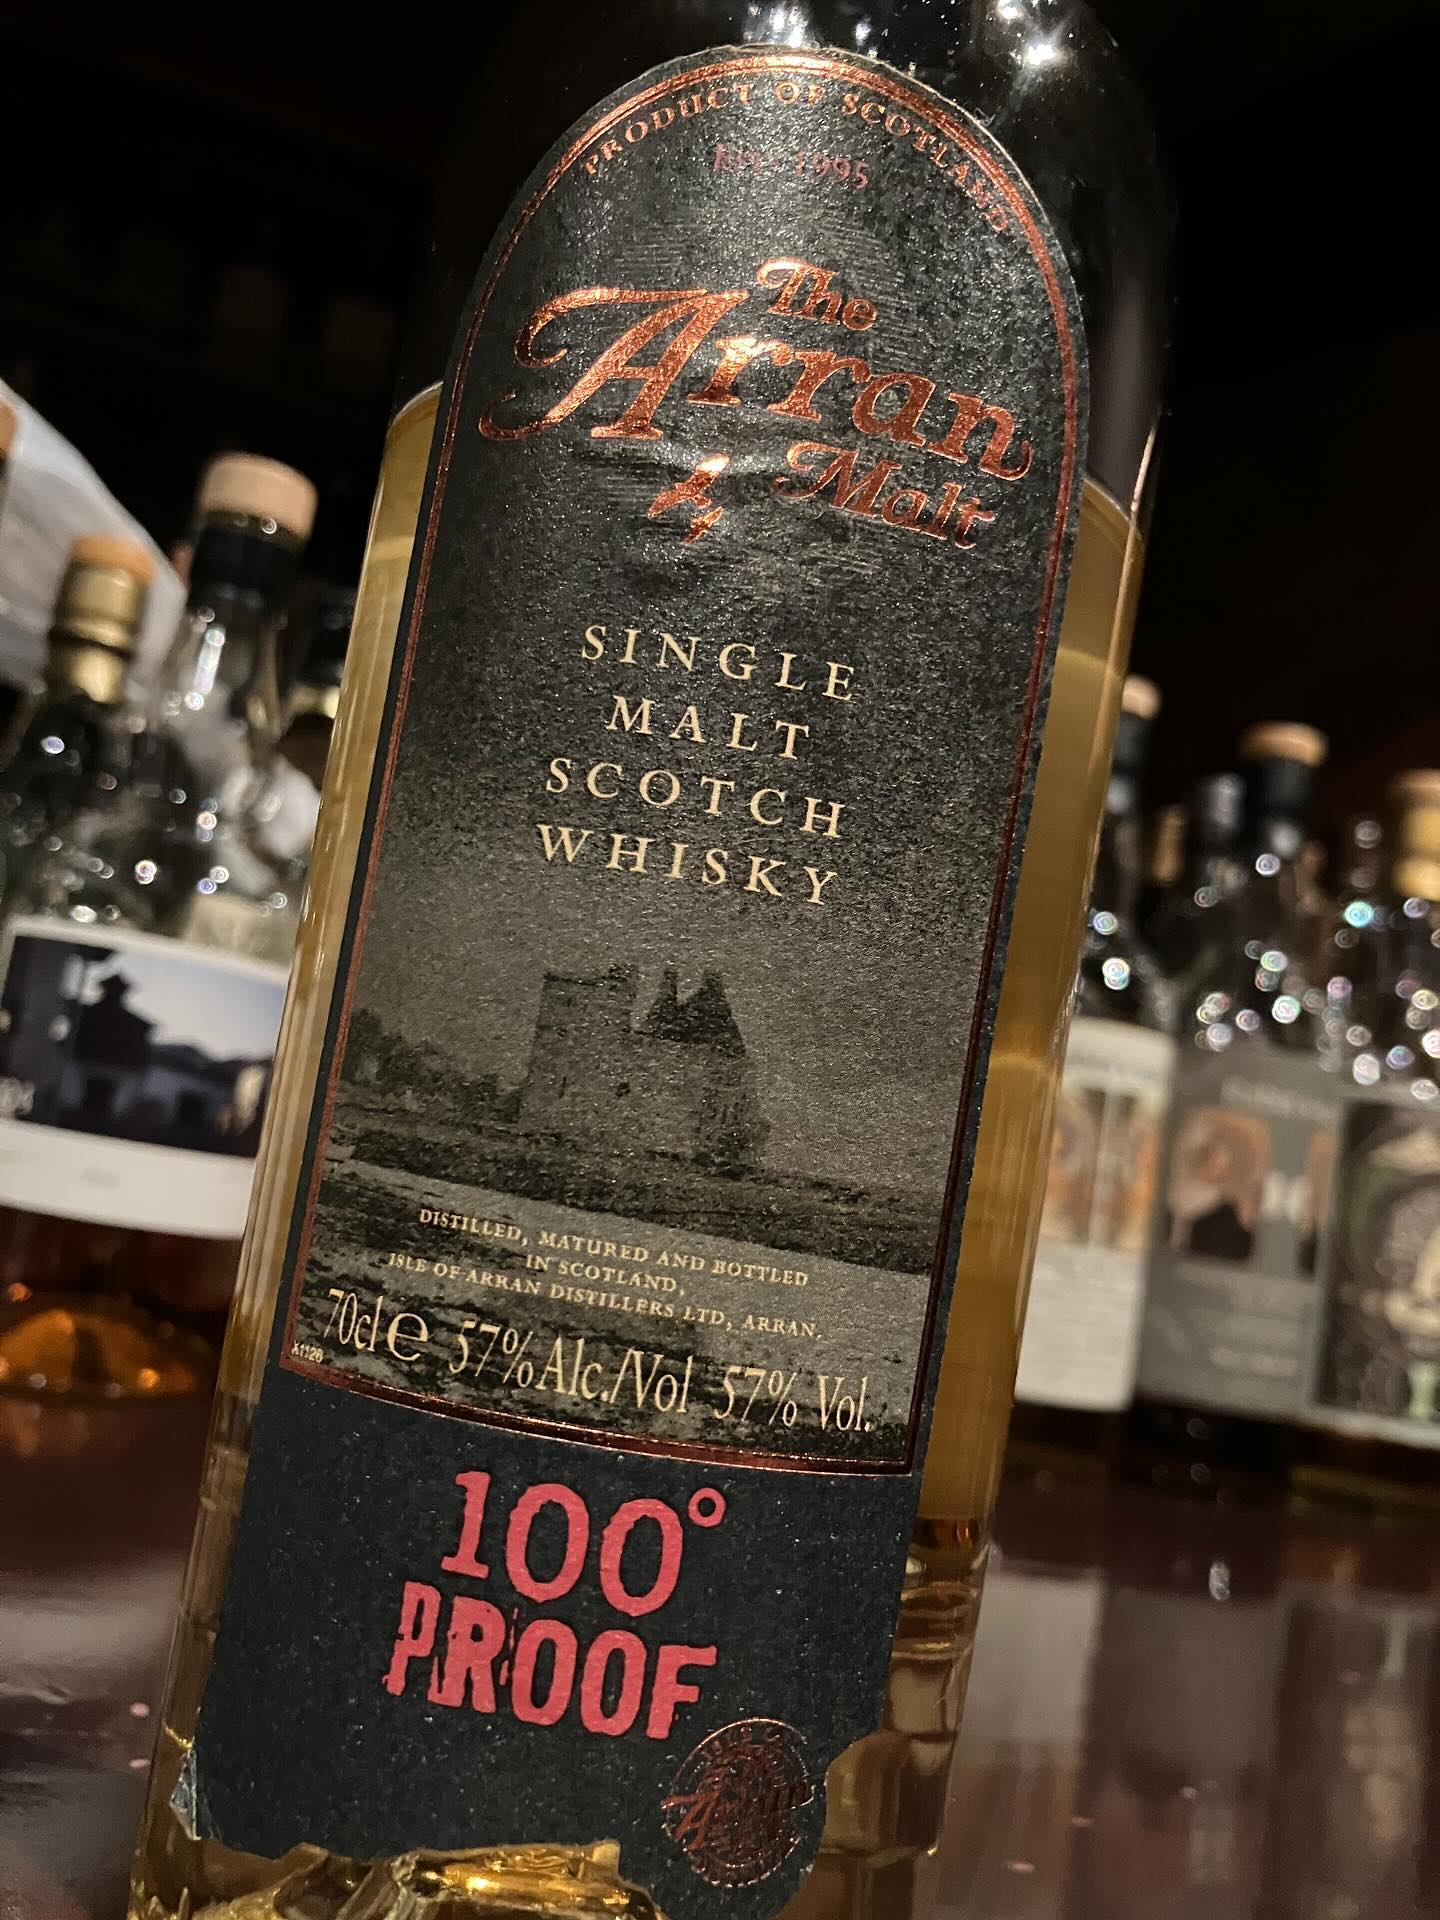 PRODUCT OF SCOTLAND
1995
The
Arran
Malt
SINGLE
MALT
SCOTCH
WHISKY
DISTILLED, MATURED AND BOTTLED
IN SCOTLAND,
ISLE OF ARRAN DISTILLERS LTD, ARRAN.
70cl e 57% Alc./Vol 57% Vol.
X1126
100°
PROOF